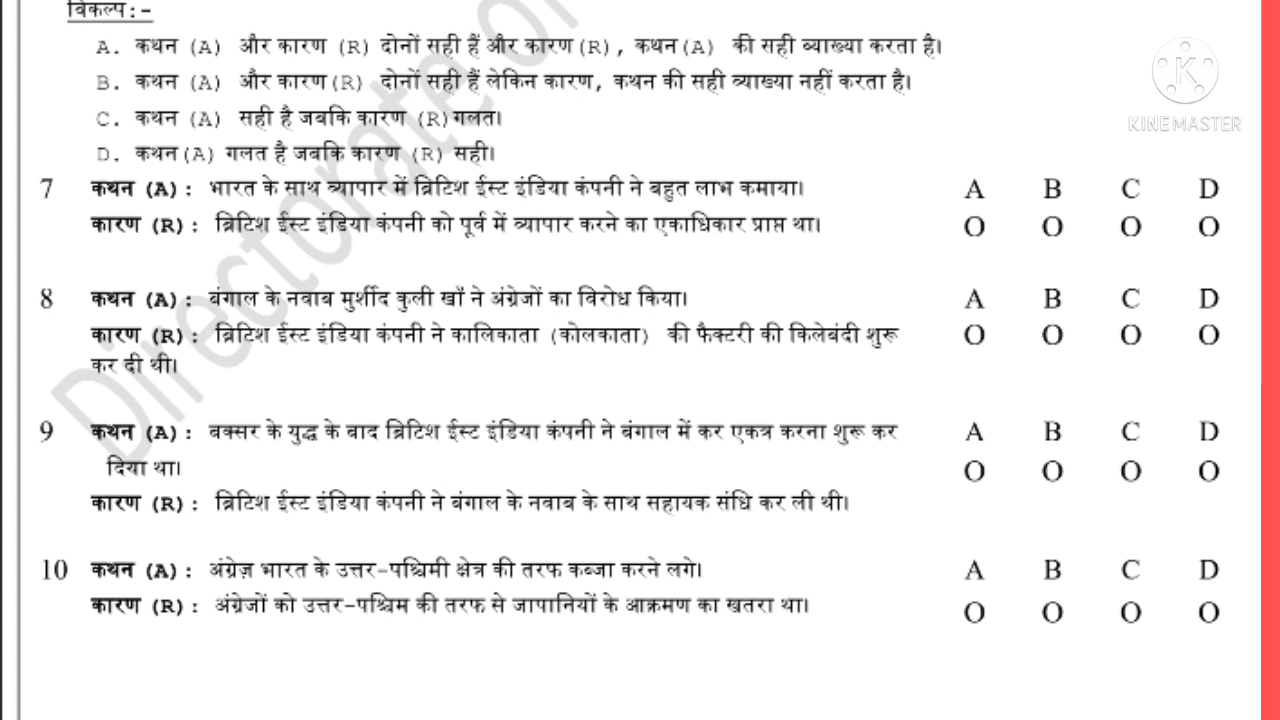 विकल्प:-
A. कथन (A) और कारण (R) दोनों सही हैं और कारण(R), कथन(A) की सही व्याख्या करता है।
B. कथन (A) और कारण(R) दोनों सही हैं लेकिन कारण, कथन की सही व्याख्या नहीं करता है।
C. कथन (A) सही है जबकि कारण (R)गलत।
D. कथन(A) गलत है जबकि कारण (R) सही।
KINEMASTER
7 कथन (A): भारत के साथ व्यापार में ब्रिटिश ईस्ट इंडिया कंपनी ने बहुत लाभ कमाया। A B C D
कारण (R): ब्रिटिश ईस्ट इंडिया कंपनी को पूर्व में व्यापार करने का एकाधिकार प्राप्त था। O O O O
8 कथन (A): बंगाल के नवाब मुर्शीद कुली खाँ ने अंग्रेजों का विरोध किया। A B C D
कारण (R): ब्रिटिश ईस्ट इंडिया कंपनी ने कालिकाता (कोलकाता) की फैक्टरी की किलेबंदी शुरू O O O O
कर दी थी।
9 कथन (A): बक्सर के युद्ध के बाद ब्रिटिश ईस्ट इंडिया कंपनी ने बंगाल में कर एकत्र करना शुरू कर A B C D
दिया था। O O O O
कारण (R): ब्रिटिश ईस्ट इंडिया कंपनी ने बंगाल के नवाब के साथ सहायक संधि कर ली थी।
10 कथन (A): अंग्रेज़ भारत के उत्तर-पश्चिमी क्षेत्र की तरफ कब्जा करने लगे। A B C D
कारण (R): अंग्रेजों को उत्तर-पश्चिम की तरफ से जापानियों के आक्रमण का खतरा था। O O O O
Directorate of